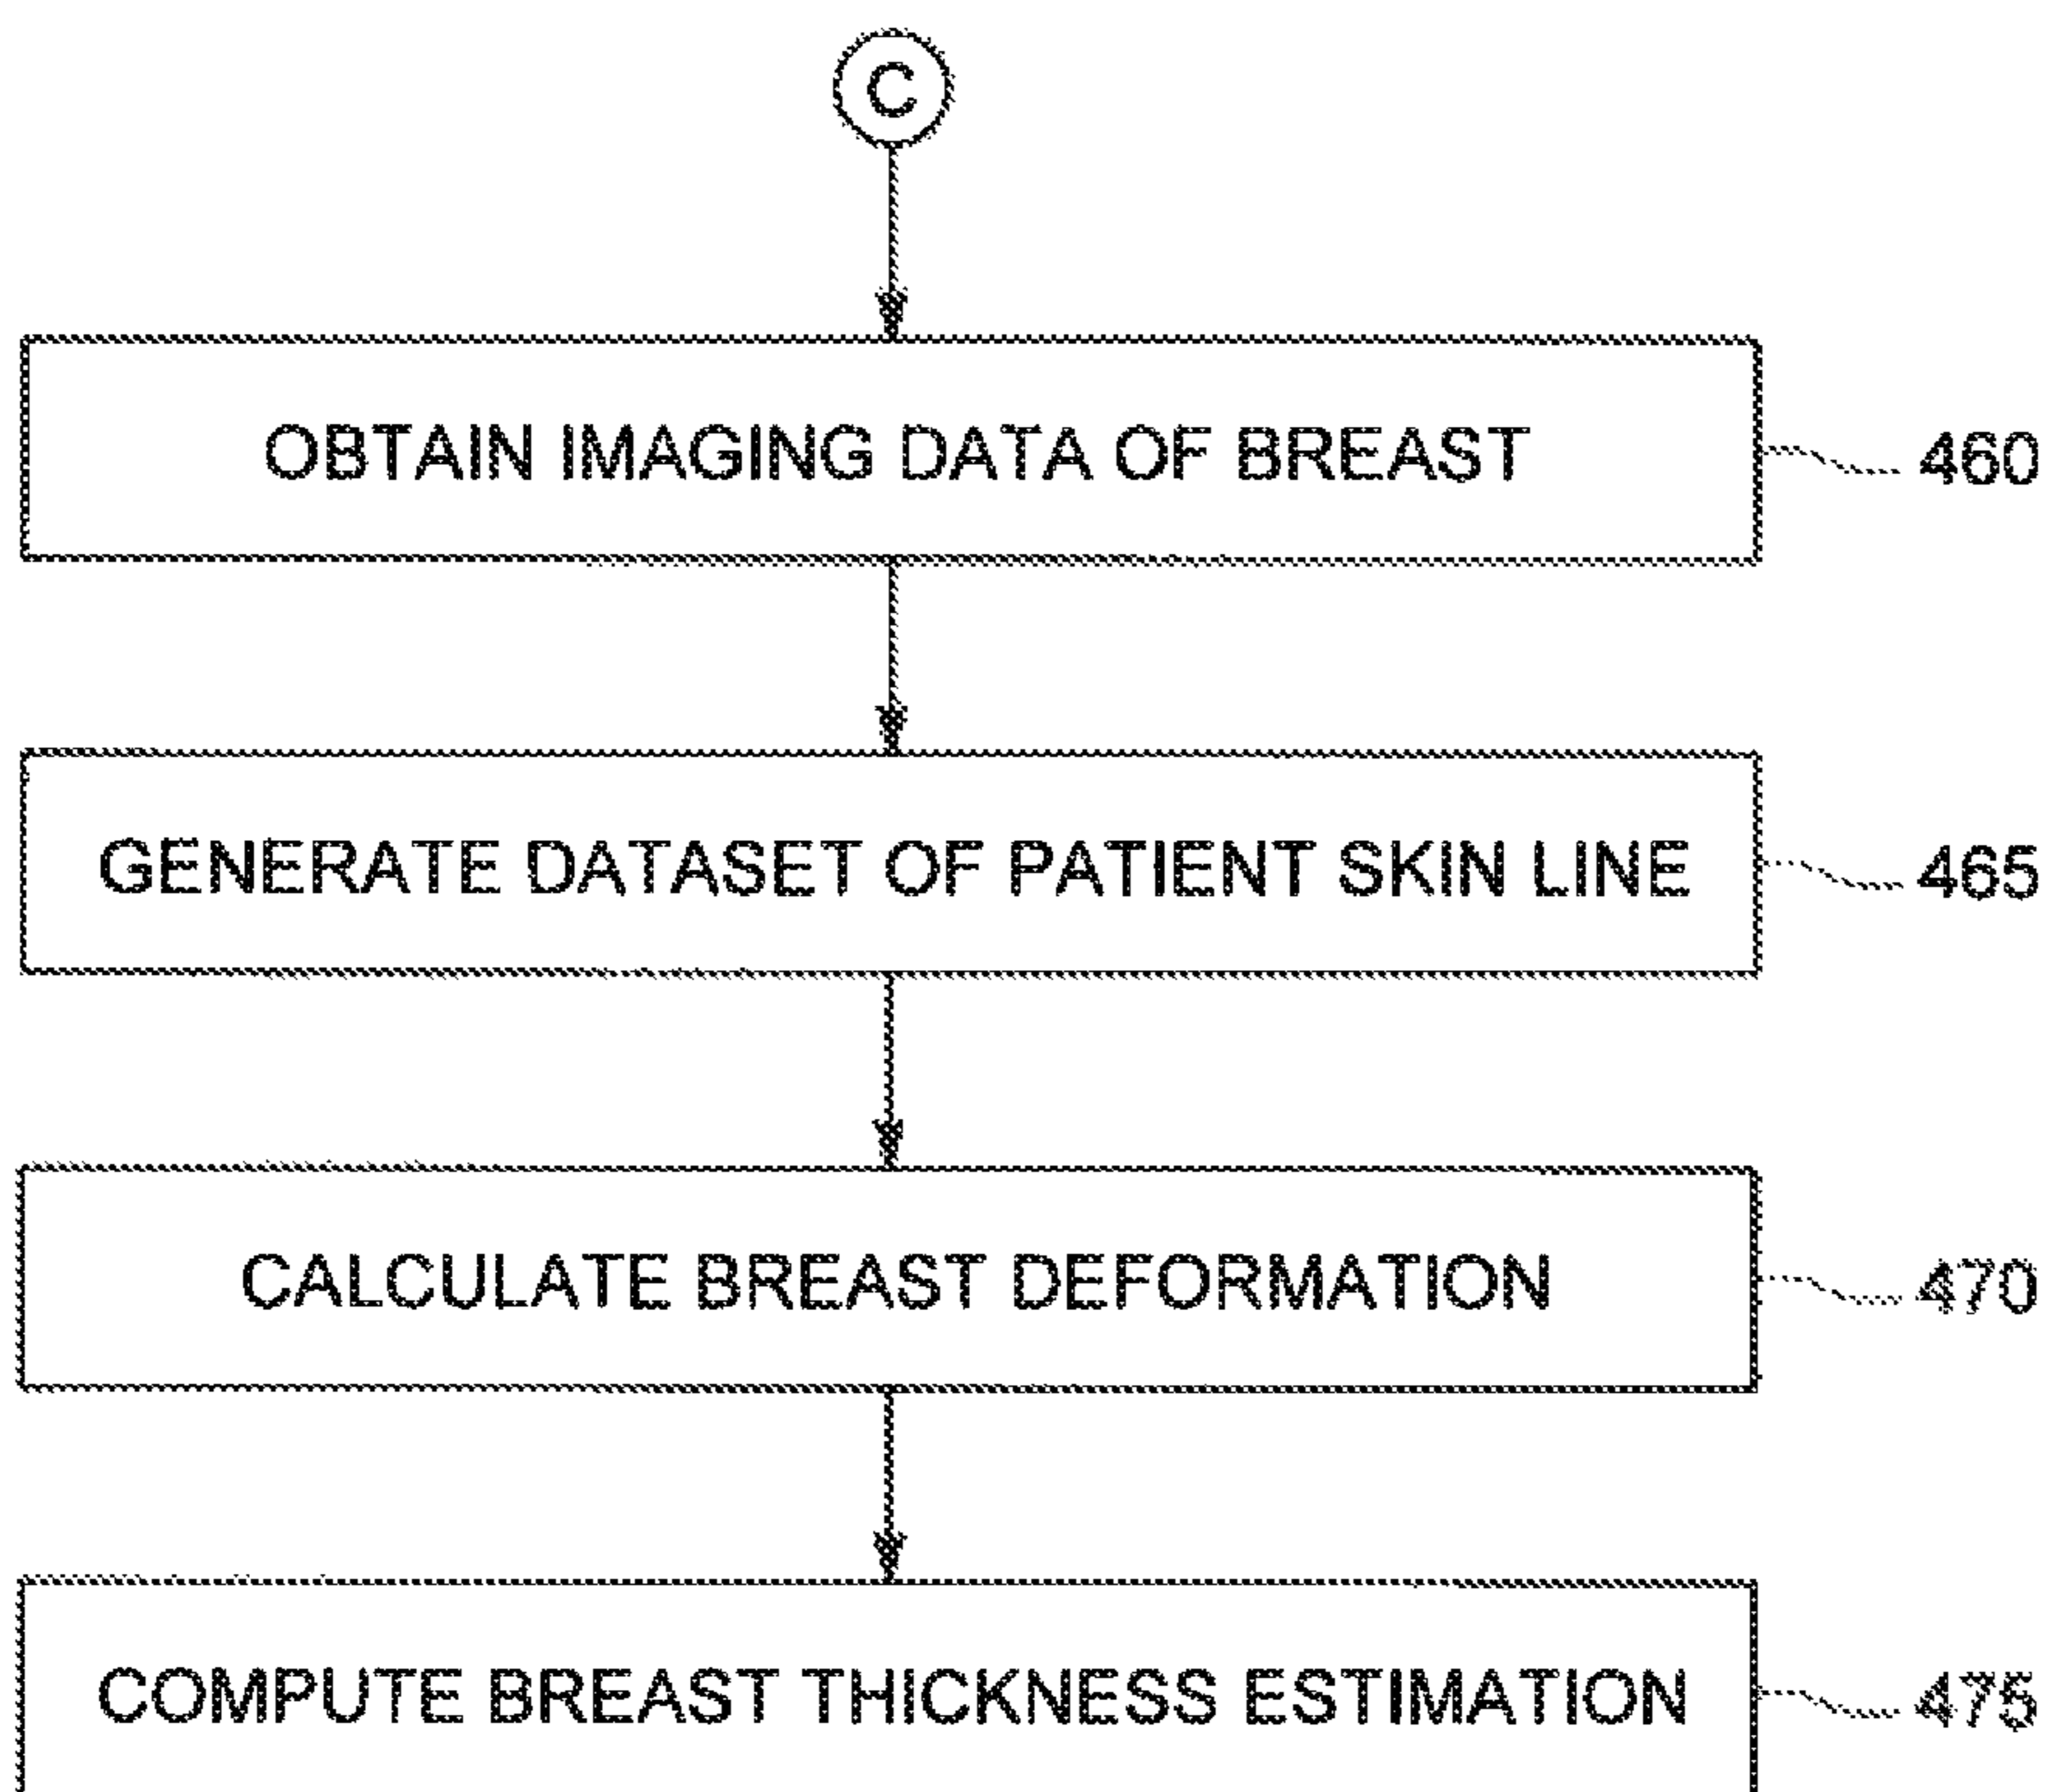 C
OBTAIN IMAGING DATA OF BREAST
460
GENERATE DATASET OF PATIENT SKIN LINE
465
CALCULATE BREAST DEFORMATION
470
COMPUTE BREAST THICKNESS ESTIMATION
475